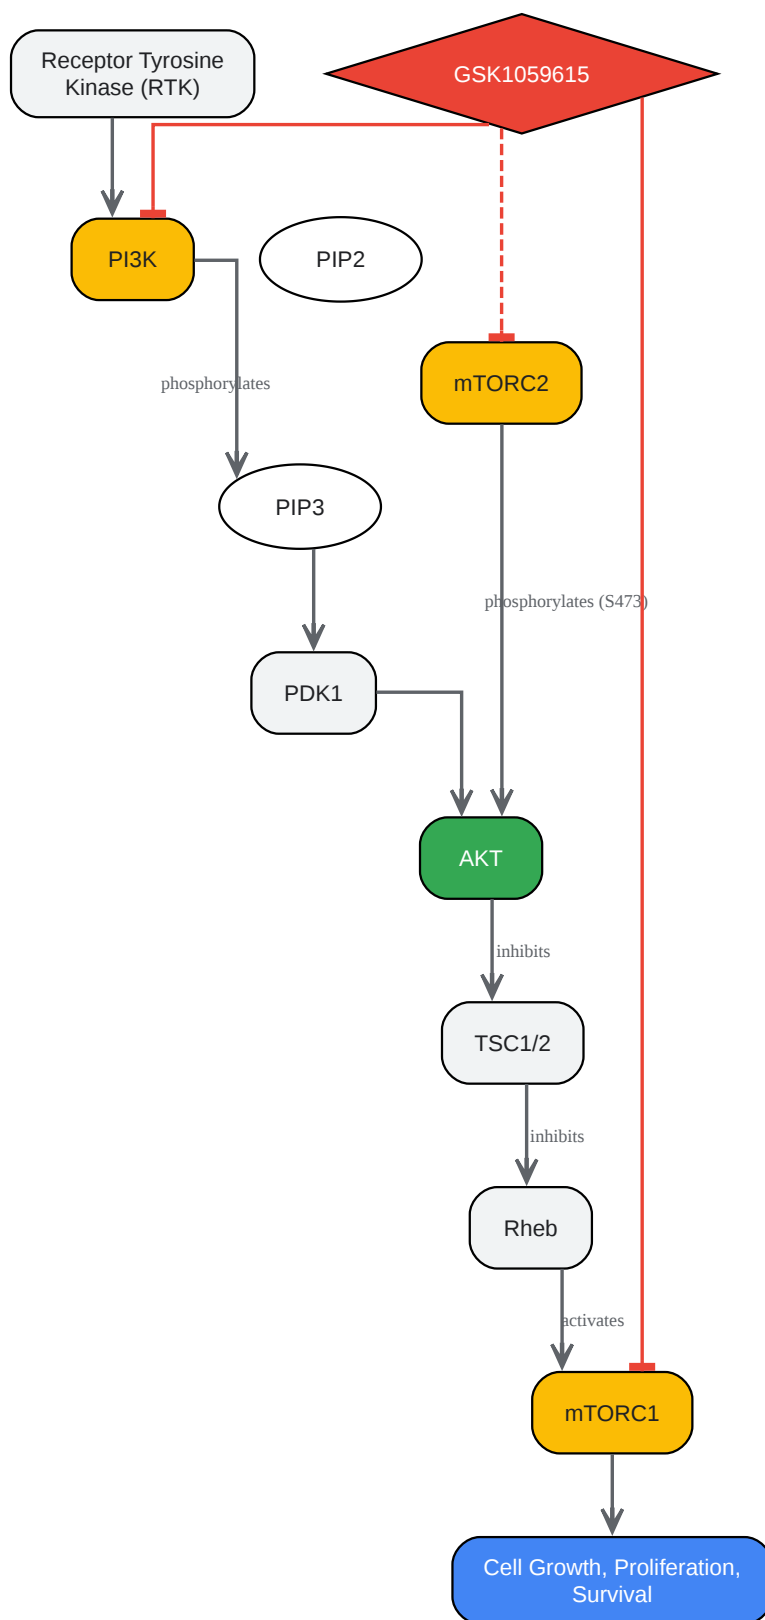 Receptor Tyrosine
Kinase (RTK)
GSK1059615
PI3K
PIP2
phosphorylates
mTORC2
PIP3
phosphorylates (S473)
PDK1
AKT
inhibits
TSC1/2
inhibits
Rheb
activates
mTORC1
Cell Growth, Proliferation,
Survival